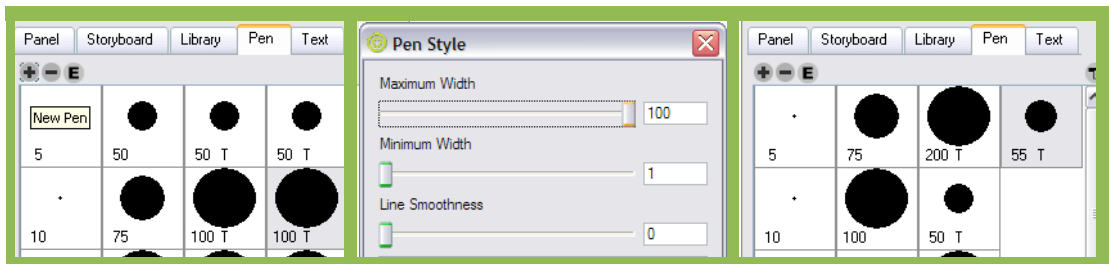 Panel Storyboard Library Pen Text
E
New Pen
5 50 50 T 50 T
10 75 100 T 100 T
Pen Style
Maximum Width
100
Minimum Width
1
Line Smoothness
0
Panel Storyboard Library Pen Text
E
5 75 200 T 55 T
10 100 50 T